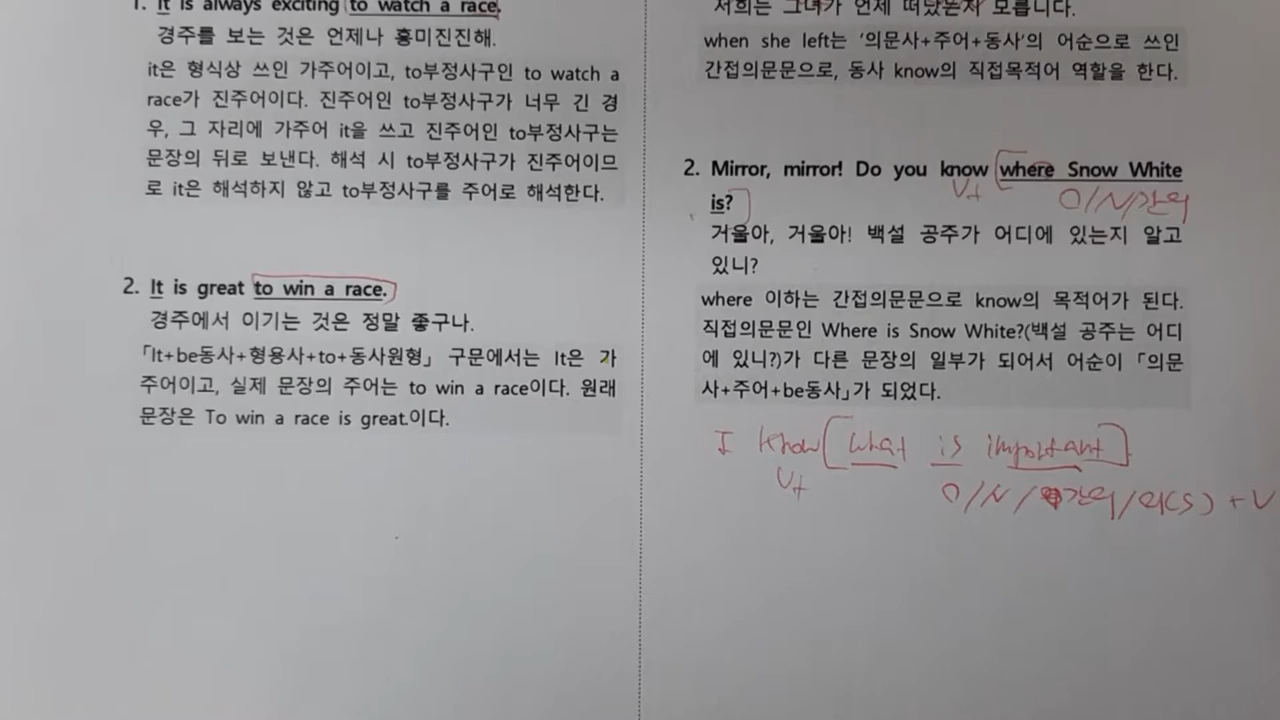 1. It is always exciting to watch a race.
경주를 보는 것은 언제나 흥미진진해.
it은 형식상 쓰인 가주어이고, to부정사구인 to watch a
race가 진주어이다. 진주어인 to부정사구가 너무 긴 경
우, 그 자리에 가주어 it을 쓰고 진주어인 to부정사구는
문장의 뒤로 보낸다. 해석 시 to부정사구가 진주어이므
로 it은 해석하지 않고 to부정사구를 주어로 해석한다.
2. It is great to win a race.
경주에서 이기는 것은 정말 좋구나.
「It+be동사+형용사+to+동사원형」 구문에서는 It은 가
주어이고, 실제 문장의 주어는 to win a race이다. 원래
문장은 To win a race is great.이다.
저희는 그녀가 언제 떠났는지 모릅니다.
when she left는 '의문사+주어+동사'의 어순으로 쓰인
간접의문문으로, 동사 know의 직접목적어 역할을 한다.
2. Mirror, mirror! Do you know where Snow White
Vt O/N/간의
is?
거울아, 거울아! 백설 공주가 어디에 있는지 알고
있니?
where 이하는 간접의문문으로 know의 목적어가 된다.
직접의문문인 Where is Snow White?(백설 공주는 어디
에 있니?)가 다른 문장의 일부가 되어서 어순이 「의문
사+주어+be동사」가 되었다.
I know [what is important]
Vt O/N/간의/의(S) + V